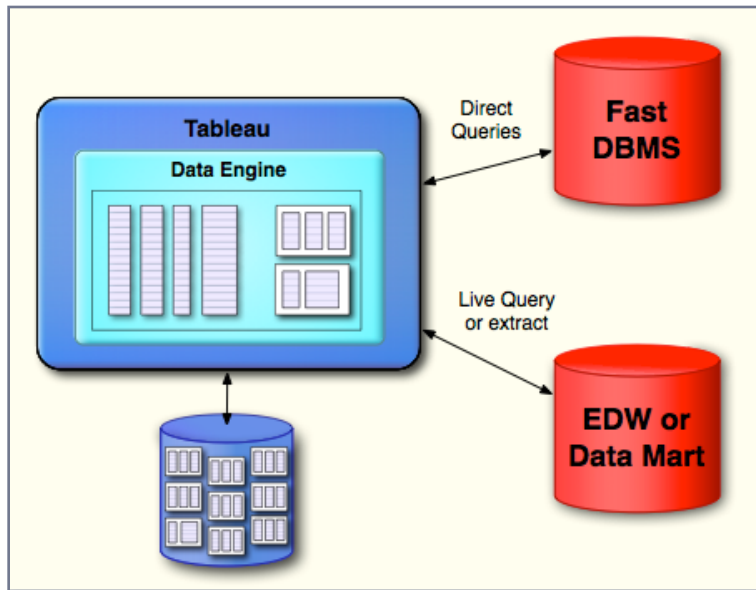 Tableau
Data Engine
Direct
Queries
Fast
DBMS
Live Query
or extract
EDW or
Data Mart